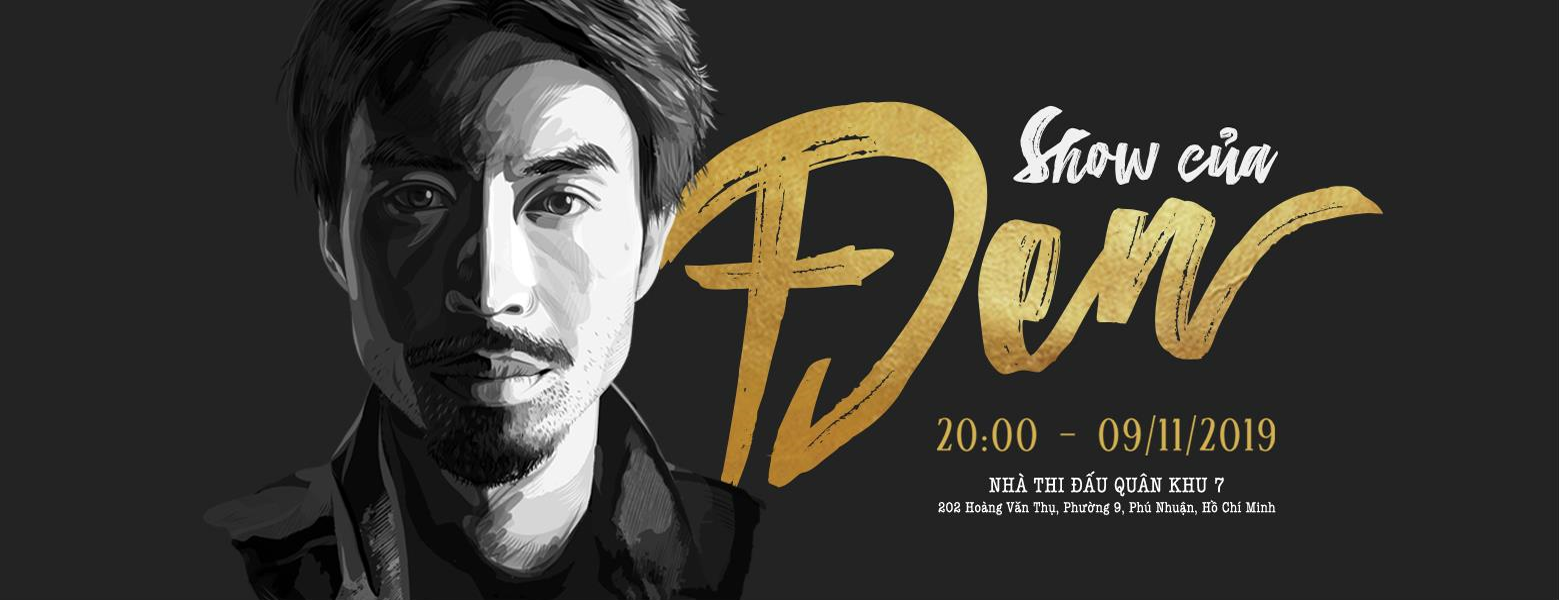 Show của
Đen
20:00 - 09/11/2019
NHÀ THI ĐẤU QUÂN KHU 7
202 Hoàng Văn Thụ, Phường 9, Phú Nhuận, Hồ Chí Minh